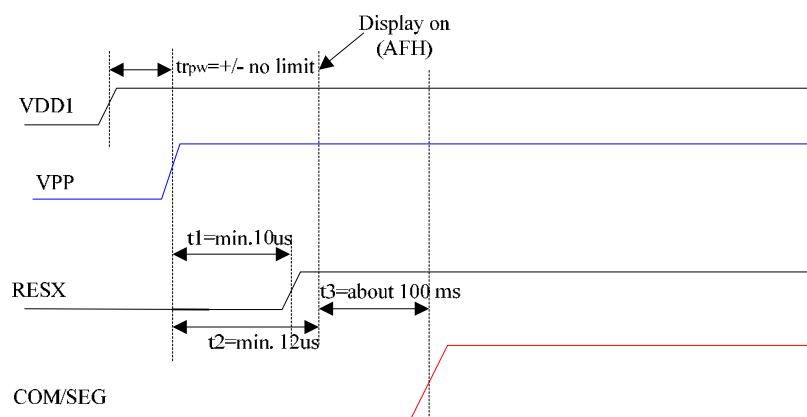 Display on
(AFH)
trpw=+/- no limit
VDD1
VPP
t1=min.10us
RESX
t3=about 100 ms
t2=min. 12us
COM/SEG